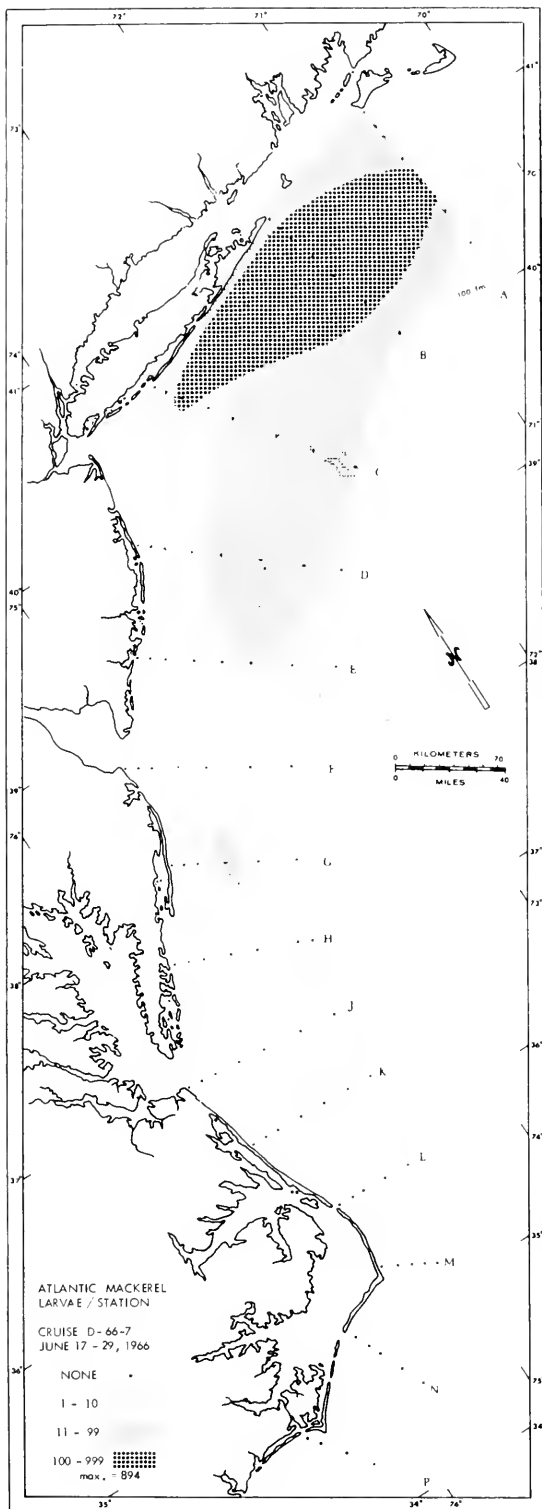 72°
71°
70°
41°
73°
70°
40°
100 fm
A
74°
B
41°
71°
39°
C
D
40°
75°
E
72°
38°
N
KILOMETERS
0 70
0 40
MILES
F
39°
76°
G
37°
73°
H
38°
J
36°
K
74°
L
37°
35°
M
ATLANTIC MACKEREL
LARVAE / STATION
CRUISE D-66-7
JUNE 17 - 29, 1966
36°
NONE
75°
1 - 10
N
34°
11 - 99
100 - 999
max. = 894
P
35°
34° 74°